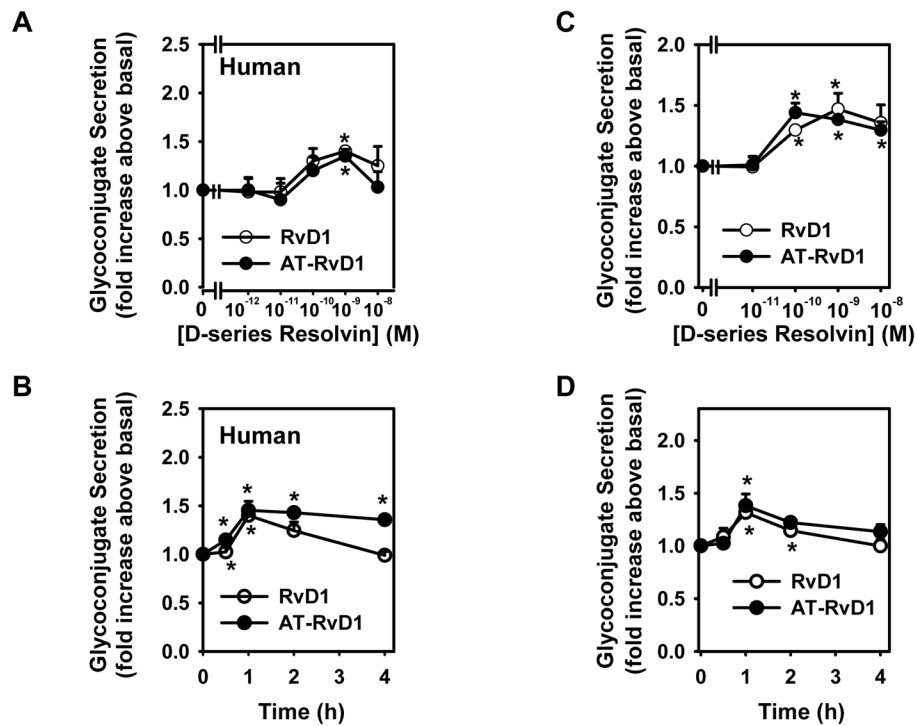 A
Glycoconjugate Secretion
(fold increase above basal)
2.5
2.0
1.5
1.0
0.5
0.0
Human
*
*
RvD1
AT-RvD1
0 10⁻¹² 10⁻¹¹ 10⁻¹⁰ 10⁻⁹ 10⁻⁸
[D-series Resolvin] (M)
B
Glycoconjugate Secretion
(fold increase above basal)
2.5
2.0
1.5
1.0
0.5
0.0
Human
* * * *
* *
RvD1
AT-RvD1
0 1 2 3 4
Time (h)
C
Glycoconjugate Secretion
(fold increase above basal)
2.0
1.5
1.0
0.5
0.0
* *
* * *
RvD1
AT-RvD1
0 10⁻¹¹ 10⁻¹⁰ 10⁻⁹ 10⁻⁸
[D-series Resolvin] (M)
D
Glycoconjugate Secretion
(fold increase above basal)
2.0
1.5
1.0
0.5
0.0
*
* *
RvD1
AT-RvD1
0 1 2 3 4
Time (h)